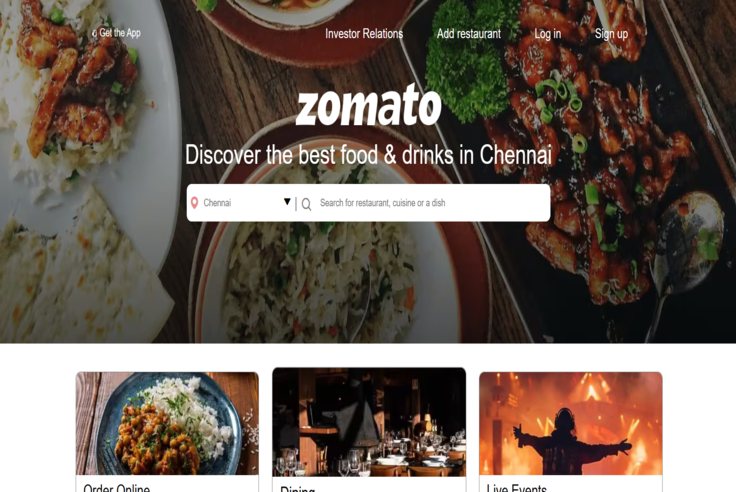 Get the App
Investor Relations
Add restaurant
Log in
Sign up
zomato
Discover the best food & drinks in Chennai
Chennai
Search for restaurant, cuisine or a dish
Order Online
Dining
Live Events